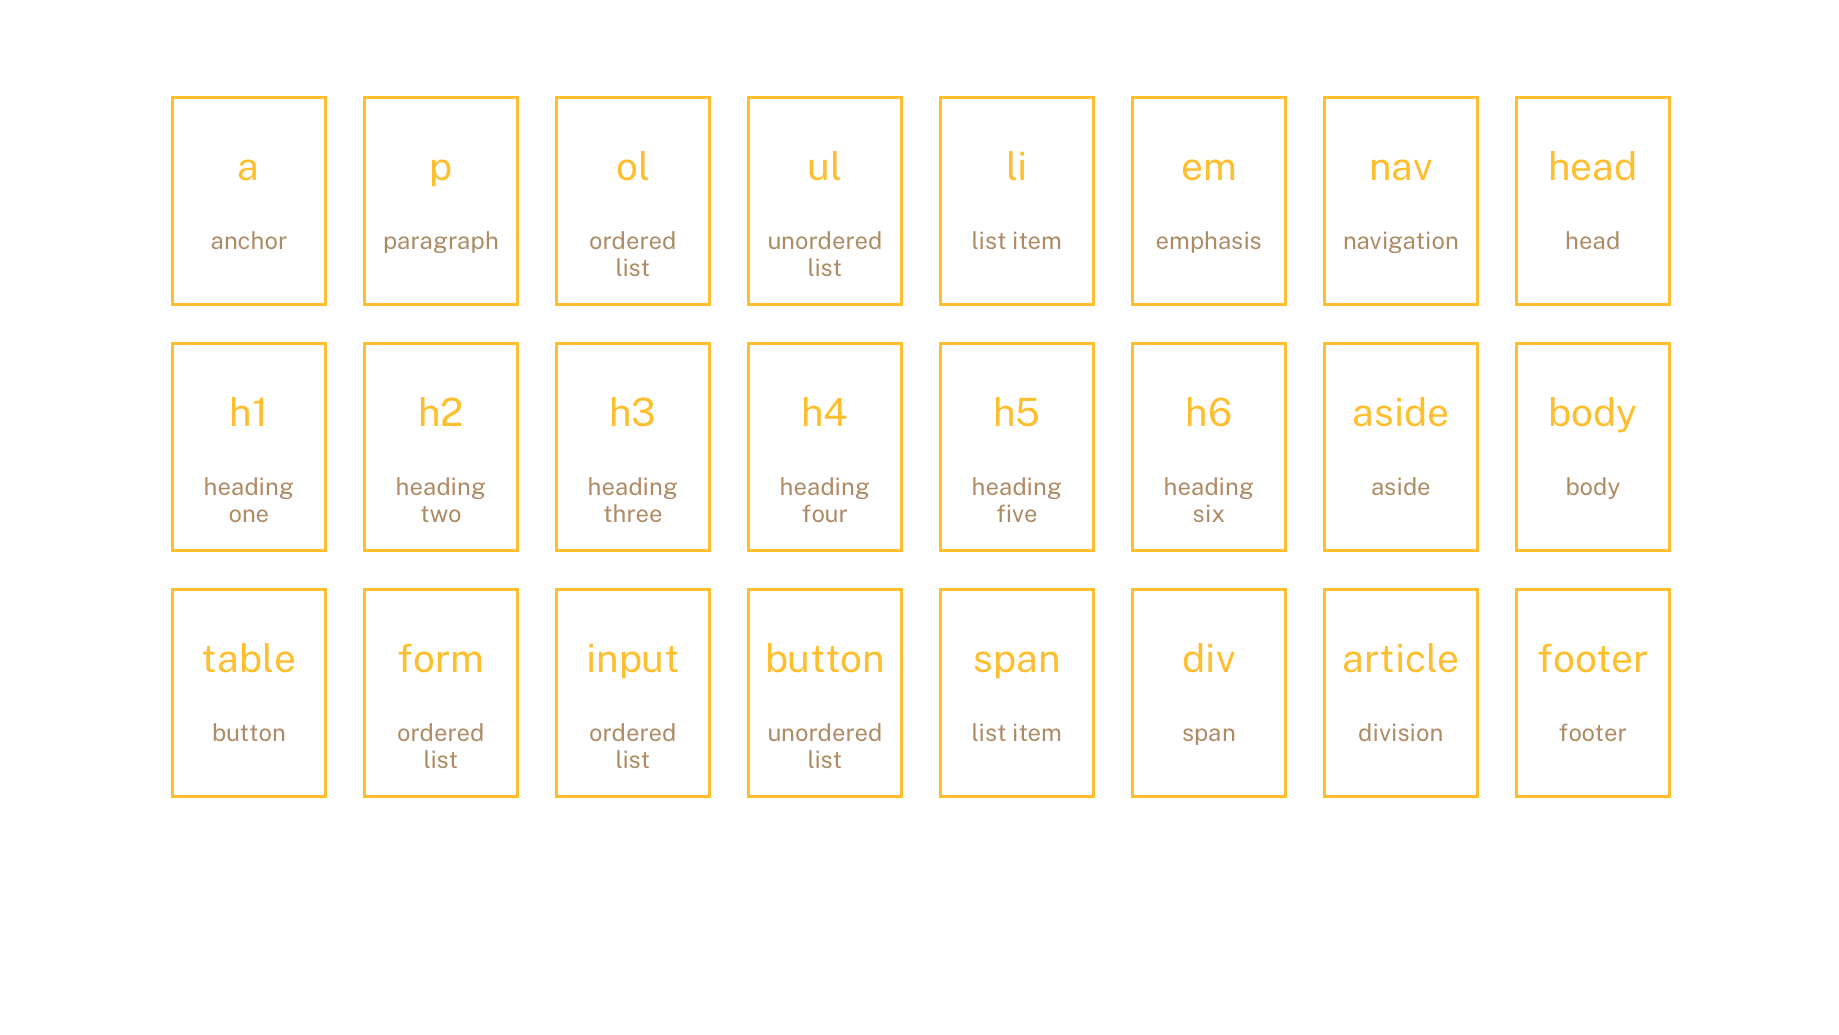 a
anchor
p
paragraph
ol
ordered
list
ul
unordered
list
li
list item
em
emphasis
nav
navigation
head
head
h1
heading
one
h2
heading
two
h3
heading
three
h4
heading
four
h5
heading
five
h6
heading
six
aside
aside
body
body
table
button
form
ordered
list
input
ordered
list
button
unordered
list
span
list item
div
span
article
division
footer
footer